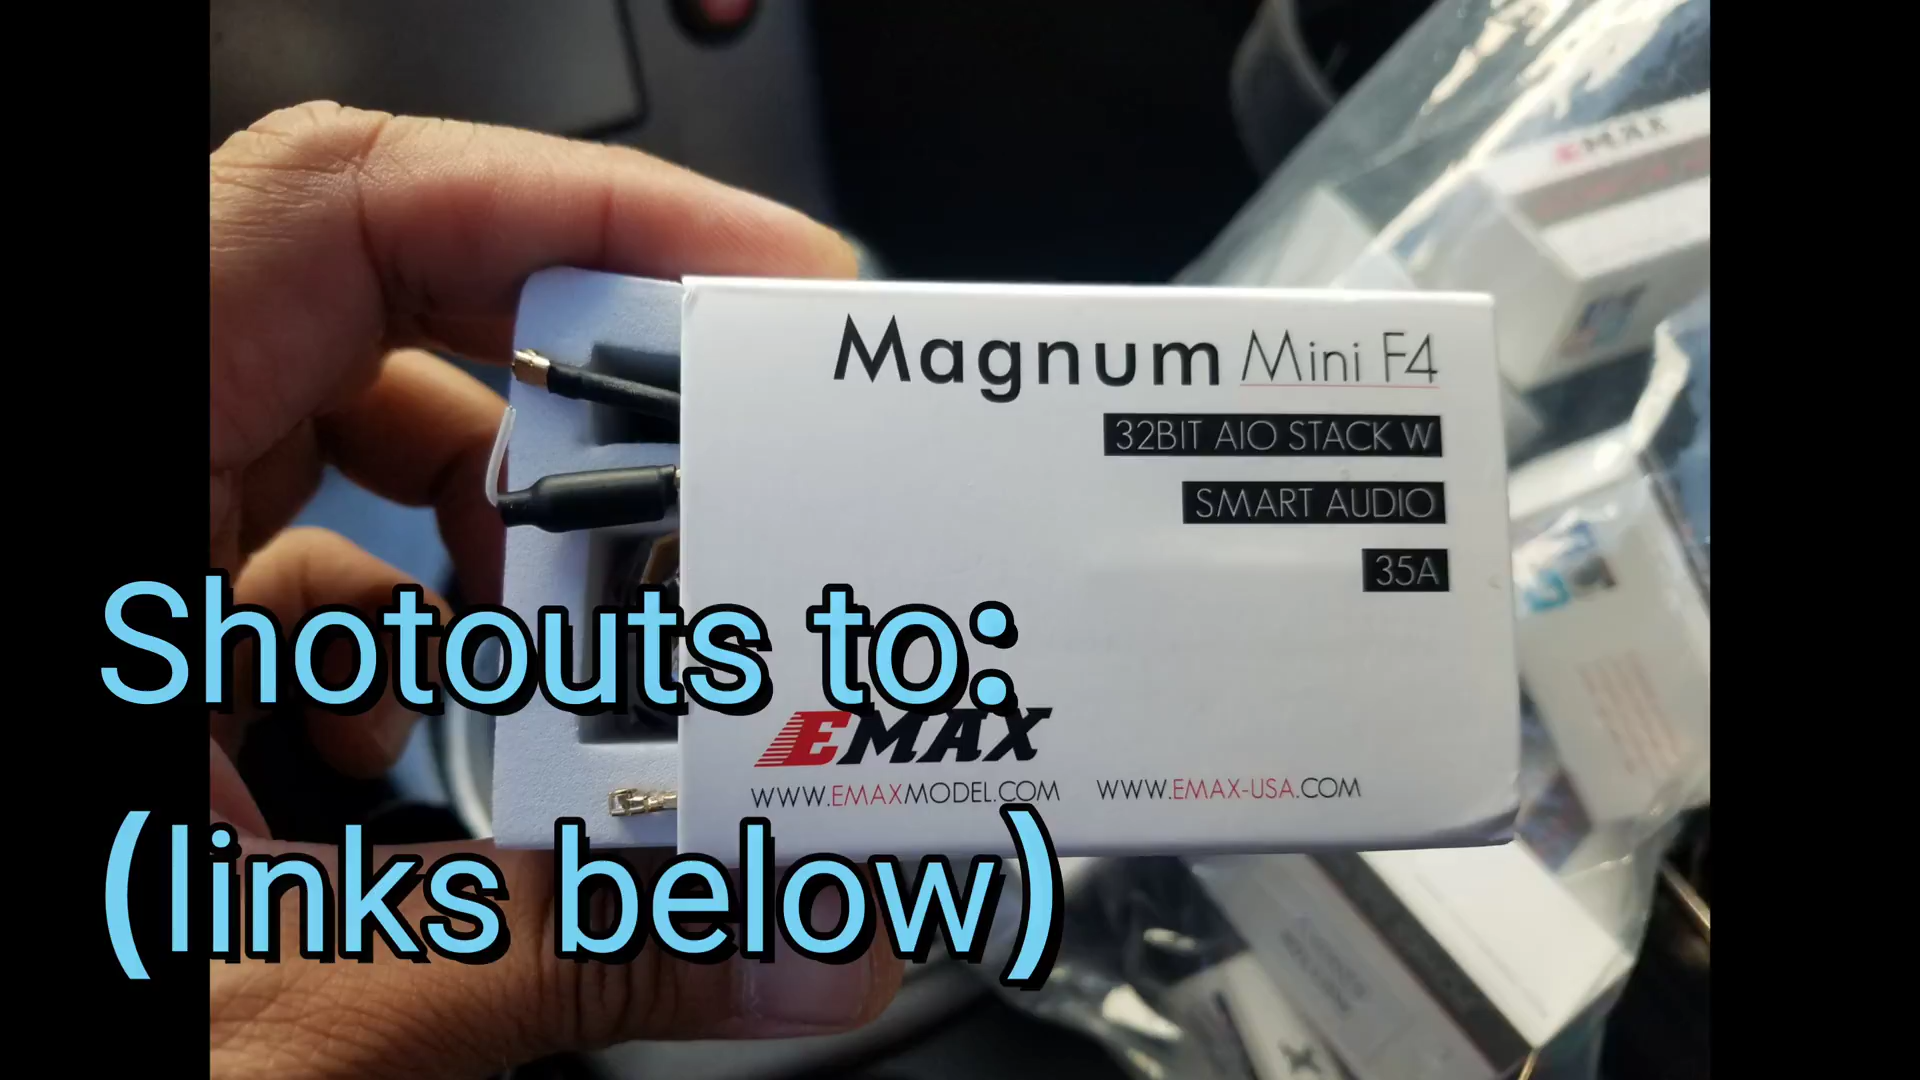 EMAX
Magnum Mini F4
32BIT AIO STACK W
SMART AUDIO
35A
Shotouts to:
EMAX
WWW.EMAXMODEL.COM WWW.EMAX-USA.COM
(links below)